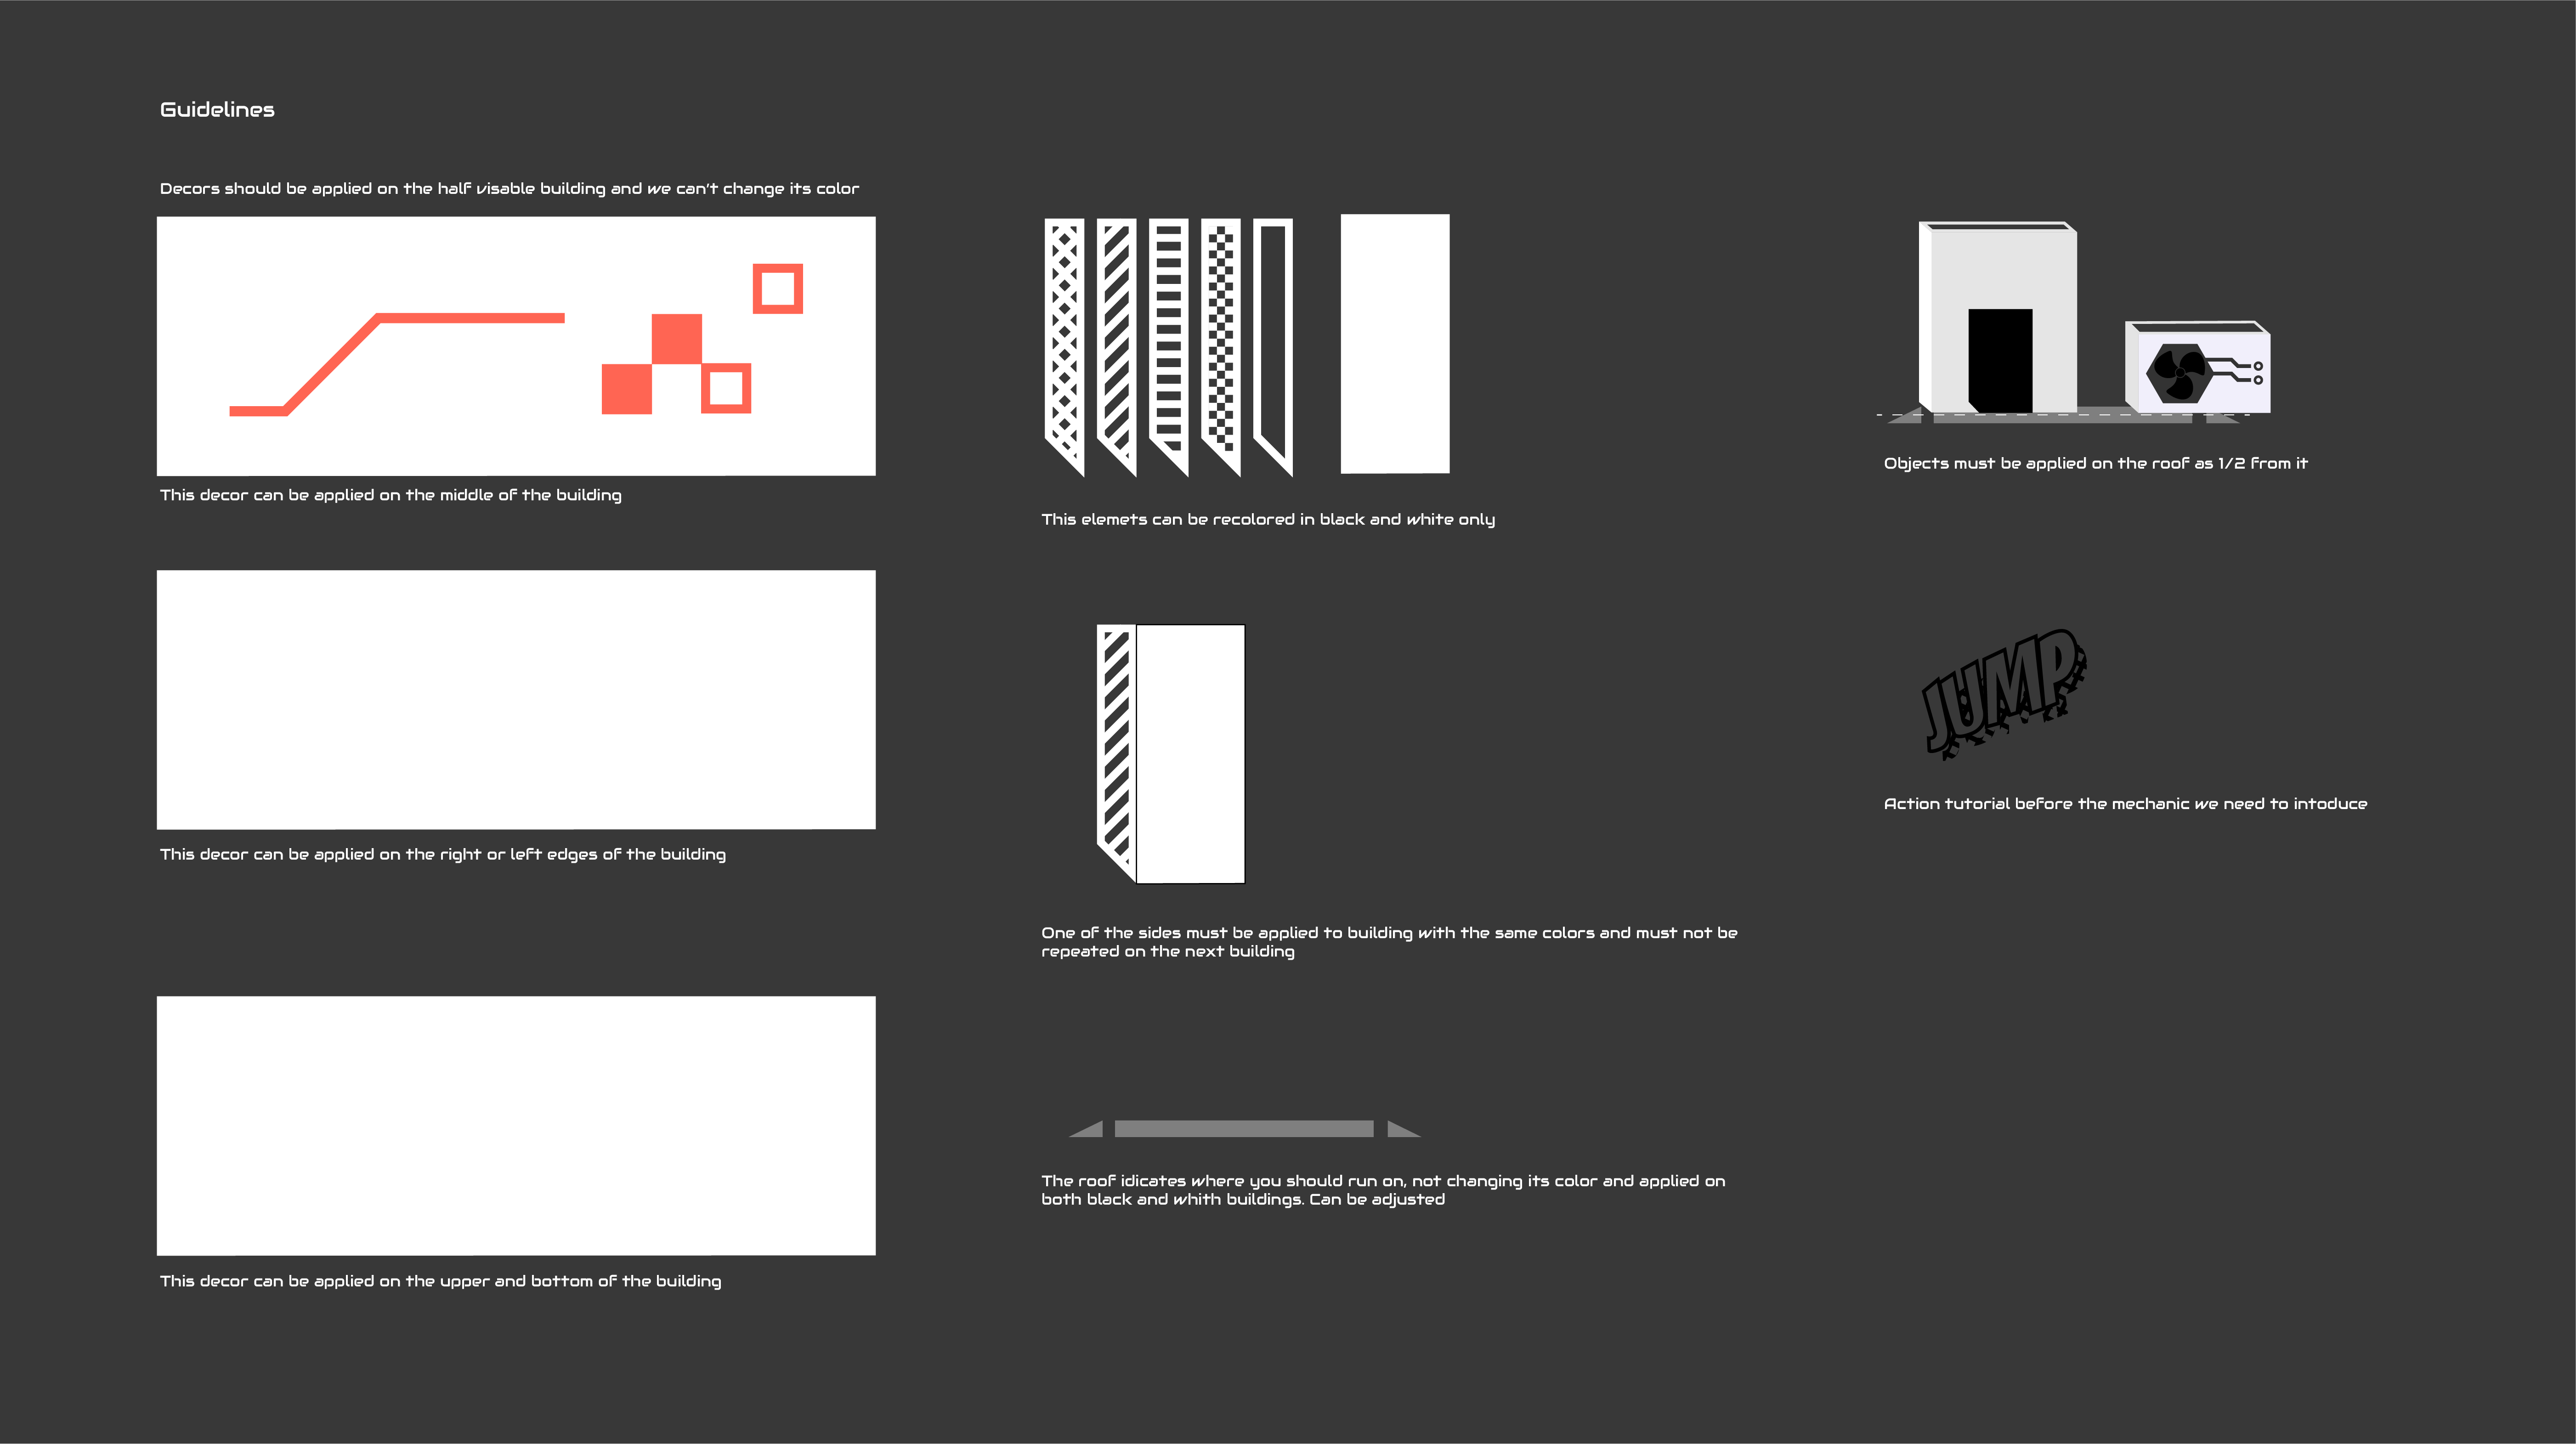 Guidelines
Decors should be applied on the half visable building and we can't change its color
This decor can be applied on the middle of the building
This decor can be applied on the right or left edges of the building
This decor can be applied on the upper and bottom of the building
This elemets can be recolored in black and white only
One of the sides must be applied to building with the same colors and must not be
repeated on the next building
The roof idicates where you should run on, not changing its color and applied on
both black and whith buildings. Can be adjusted
Objects must be applied on the roof as 1/2 from it
JUMP
Action tutorial before the mechanic we need to intoduce